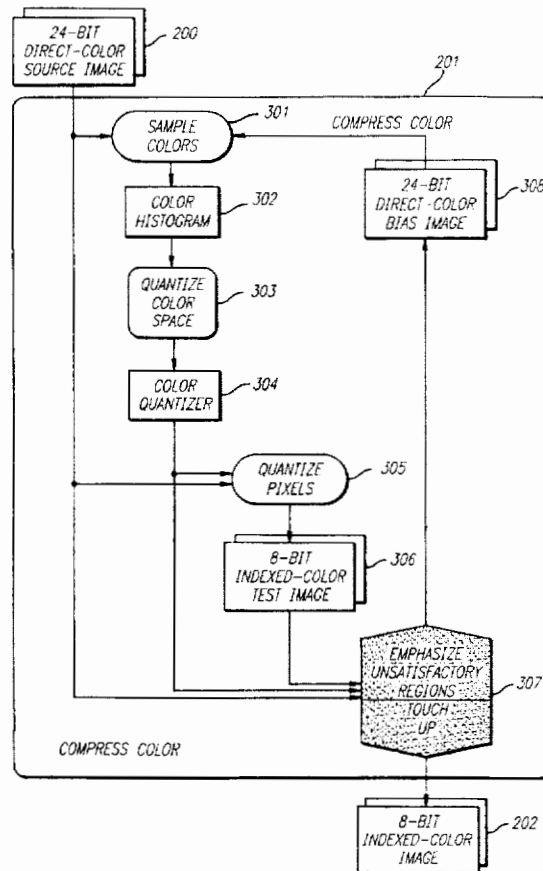 24-BIT
DIRECT-COLOR
SOURCE IMAGE
200
201
SAMPLE
COLORS
301
COMPRESS COLOR
COLOR
HISTOGRAM
302
24-BIT
DIRECT-COLOR
BIAS IMAGE
308
QUANTIZE
COLOR
SPACE
303
COLOR
QUANTIZER
304
QUANTIZE
PIXELS
305
8-BIT
INDEXED-COLOR
TEST IMAGE
306
EMPHASIZE
UNSATISFACTORY
REGIONS
307
TOUCH
UP
COMPRESS COLOR
8-BIT
INDEXED-COLOR
IMAGE
202